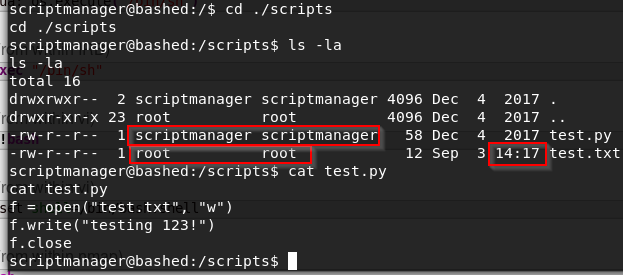 scriptmanager@bashed:/$ cd ./scripts
cd ./scripts
scriptmanager@bashed:/scripts$ ls -la
ls -la
total 16
drwxrwxr-- 2 scriptmanager scriptmanager 4096 Dec 4 2017 .
drwxr-xr-x 23 root root 4096 Dec 4 2017 ..
-rw-r--r-- 1 scriptmanager scriptmanager 58 Dec 4 2017 test.py
-rw-r--r-- 1 root root 12 Sep 3 14:17 test.txt
scriptmanager@bashed:/scripts$ cat test.py
cat test.py
f = open("test.txt", "w")
f.write("testing 123!")
f.close
scriptmanager@bashed:/scripts$